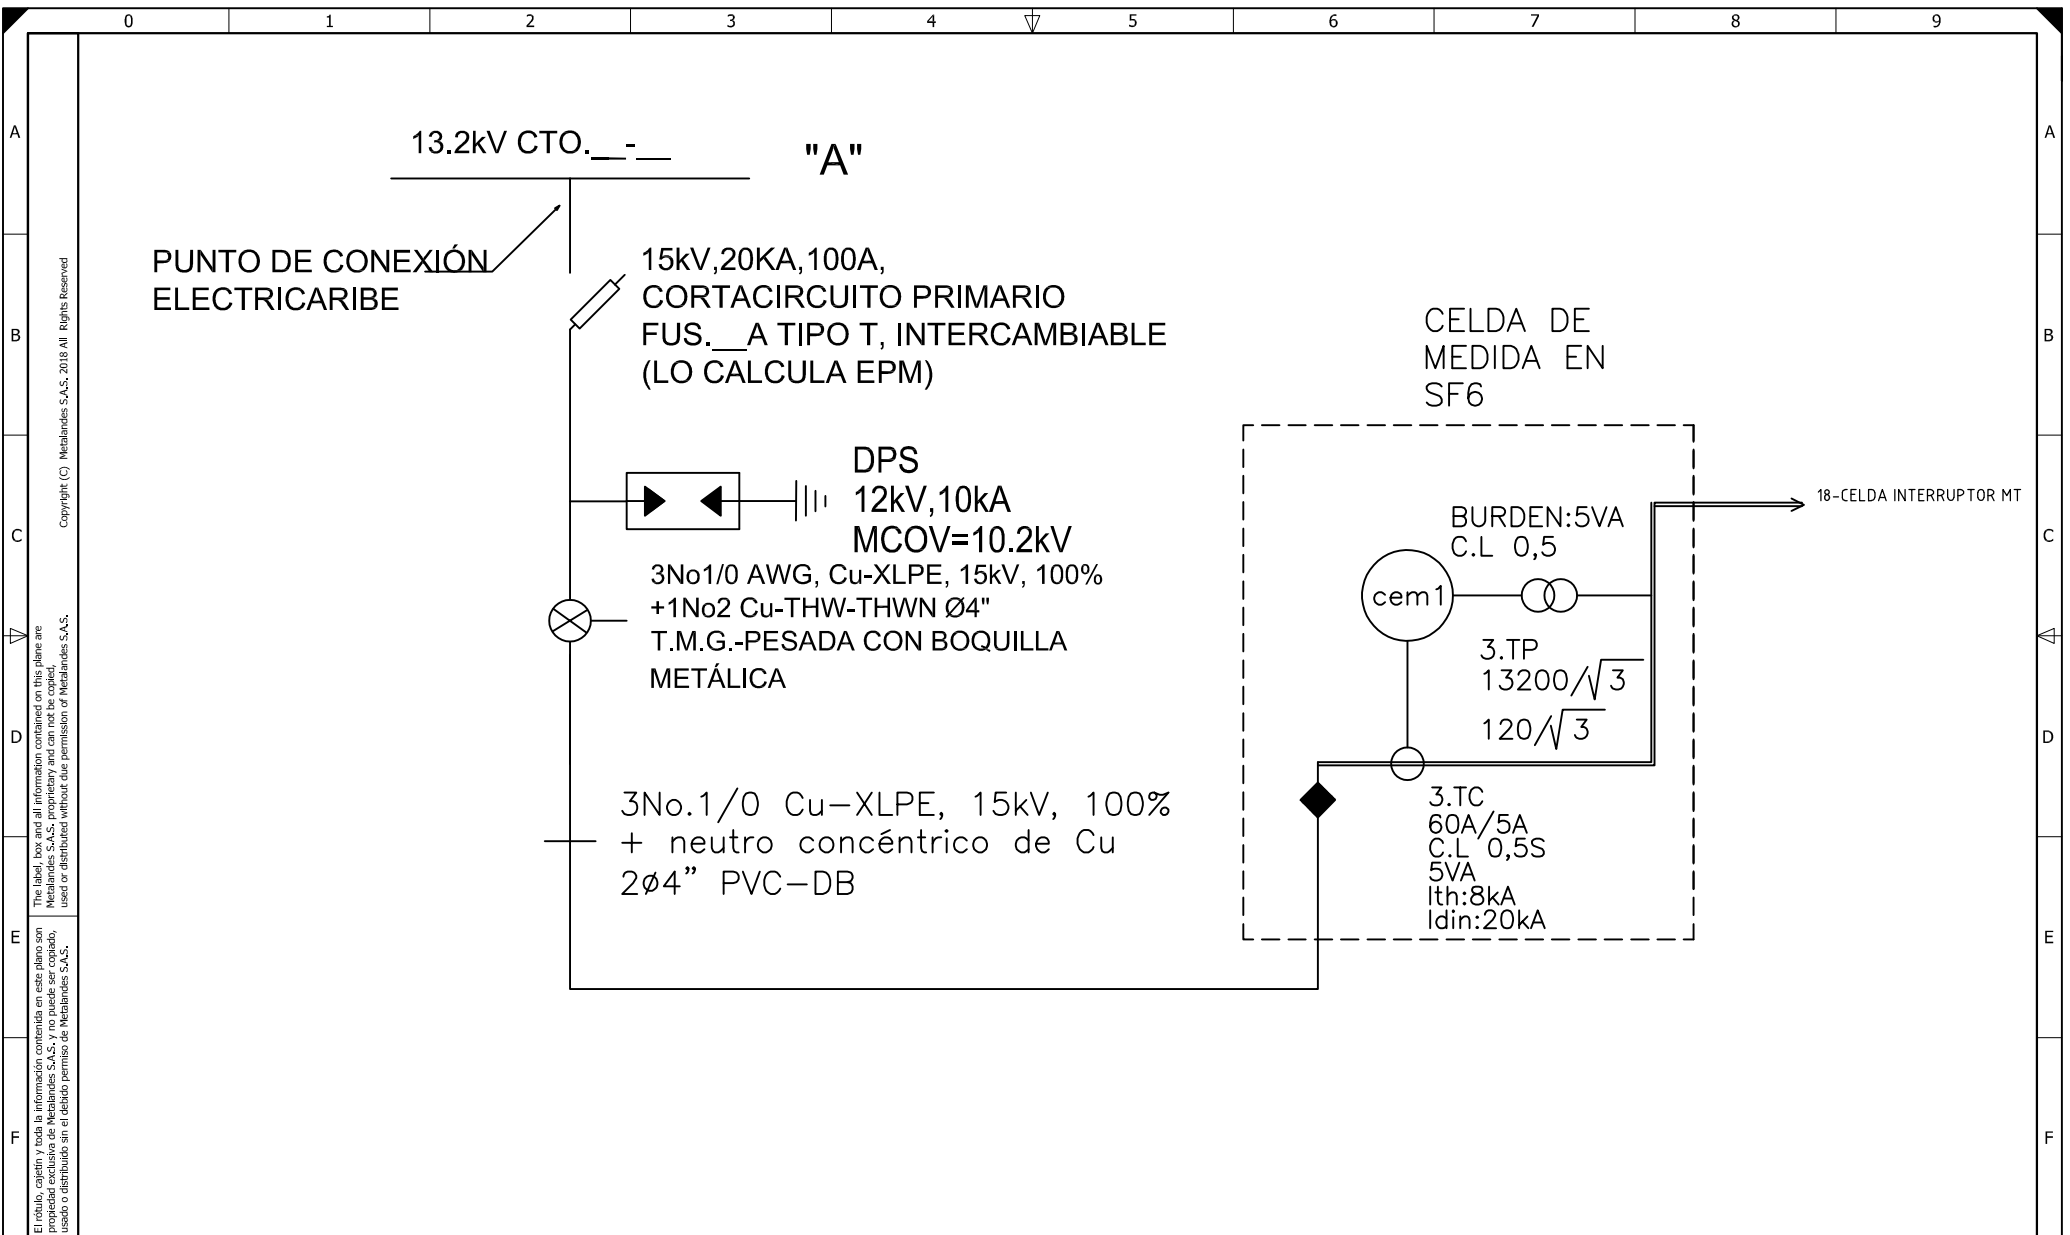 0 1 2 3 4 5 6 7 8 9
A
A
13.2kV CTO.__-__
"A"
PUNTO DE CONEXIÓN
ELECTRICARIBE
15kV,20KA,100A,
CORTACIRCUITO PRIMARIO
FUS.__A TIPO T, INTERCAMBIABLE
(LO CALCULA EPM)
B
B
CELDA DE
MEDIDA EN
SF6
DPS
12kV,10kA
MCOV=10.2kV
C
C
18-CELDA INTERRUPTOR MT
BURDEN:5VA
C.L 0,5
cem1
3No1/0 AWG, Cu-XLPE, 15kV, 100%
+1No2 Cu-THW-THWN Ø4"
T.M.G.-PESADA CON BOQUILLA
METÁLICA
3.TP
13200/√3
120/√3
D
D
3No.1/0 Cu-XLPE, 15kV, 100%
+ neutro concéntrico de Cu
2ø4” PVC-DB
3.TC
60A/5A
C.L 0,5S
5VA
Ith:8kA
Idin:20kA
E
E
F
F
Copyright (C) Metalandes S.A.S. 2018 All Rights Reserved
The label, box and all information contained on this plane are
Metalandes S.A.S. proprietary and can not be copied,
used or distributed without due permission of Metalandes S.A.S.
El rótulo, cajetín y toda la información contenida en este plano son
propiedad exclusiva de Metalandes S.A.S. y no puede ser copiado,
usado o distribuido sin el debido permiso de Metalandes S.A.S.